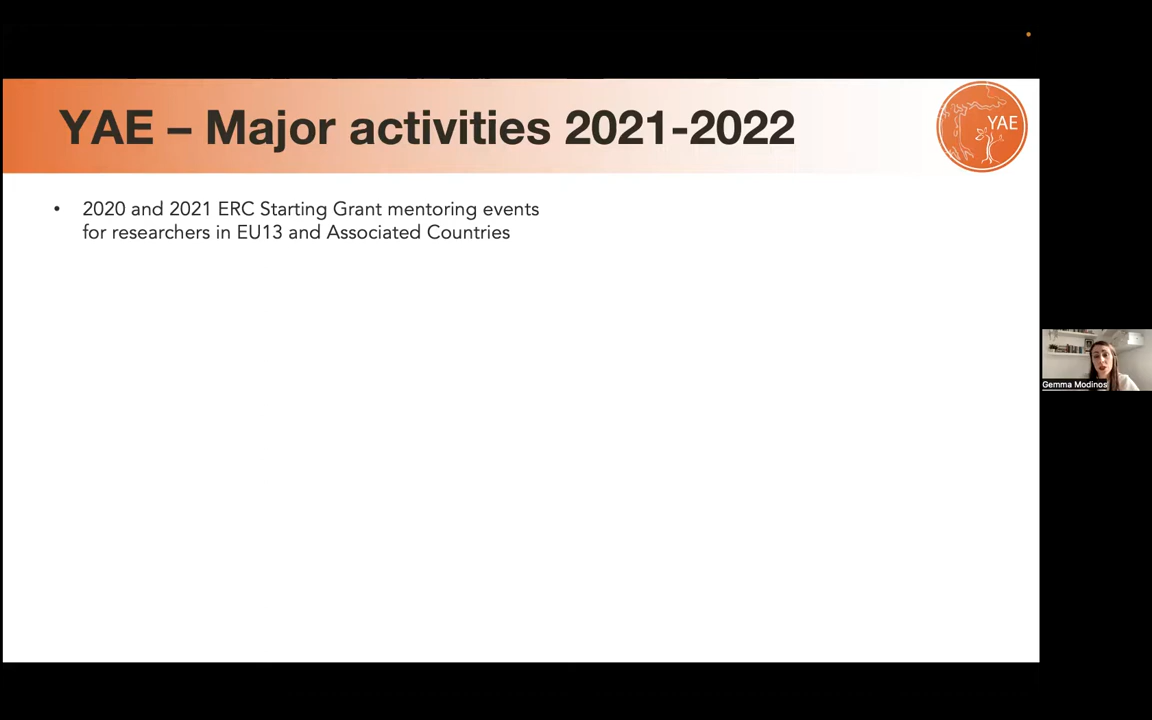 YAE – Major activities 2021-2022
YAE
• 2020 and 2021 ERC Starting Grant mentoring events
for researchers in EU13 and Associated Countries
Gemma Modinos